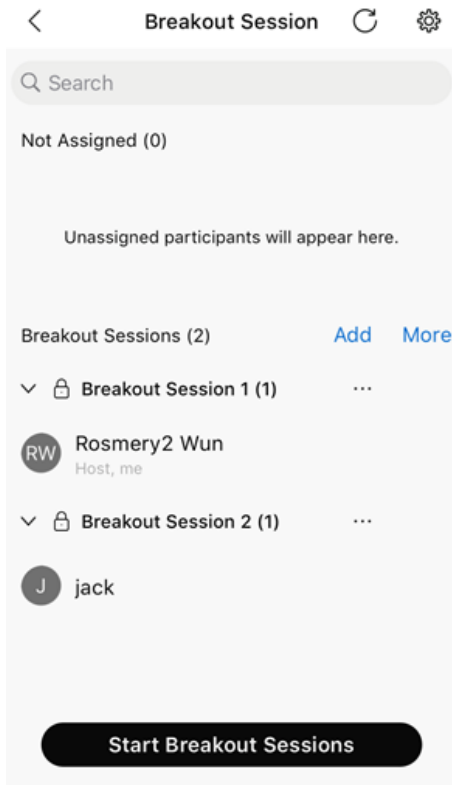 Breakout Session
Search
Not Assigned (0)
Unassigned participants will appear here.
Breakout Sessions (2) Add More
Breakout Session 1 (1) ...
RW Rosmery2 Wun
Host, me
Breakout Session 2 (1) ...
J jack
Start Breakout Sessions